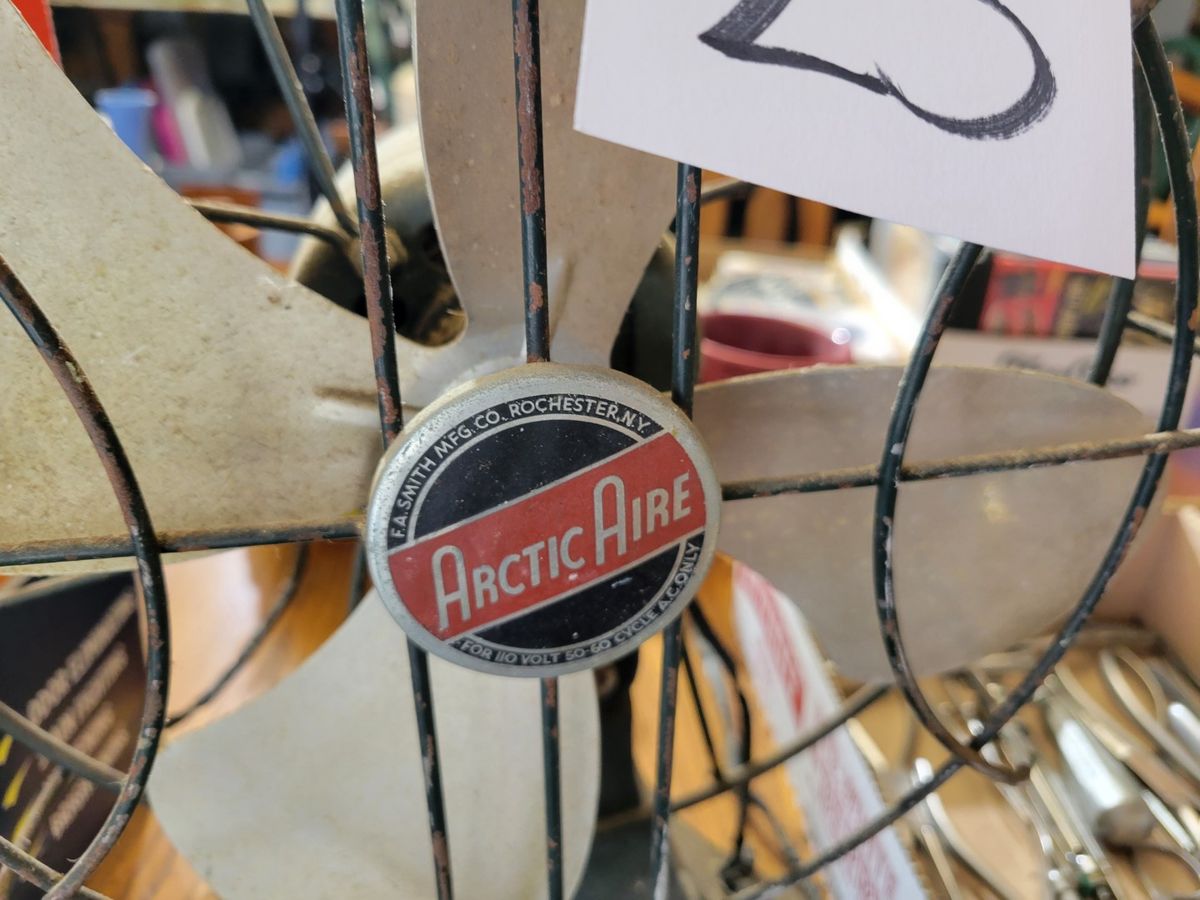 F.A. SMITH MFG. CO. ROCHESTER, N.Y.
ARCTIC AIRE
FOR 110 VOLT 50-60 CYCLE A.C. ONLY